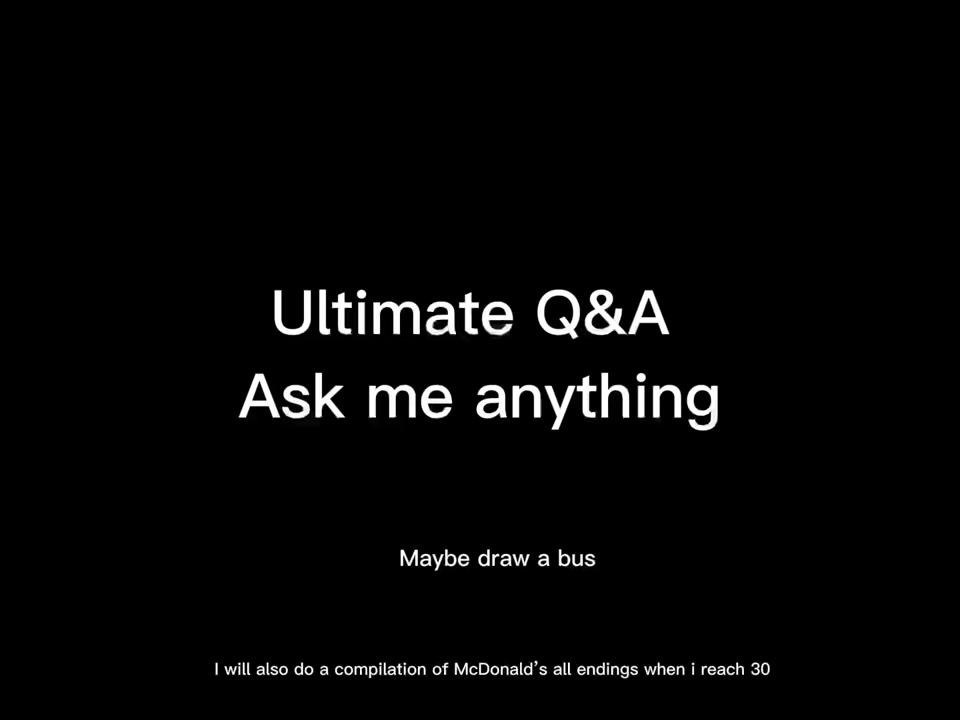 Ultimate Q&A
Ask me anything
Maybe draw a bus
I will also do a compilation of McDonald's all endings when i reach 30